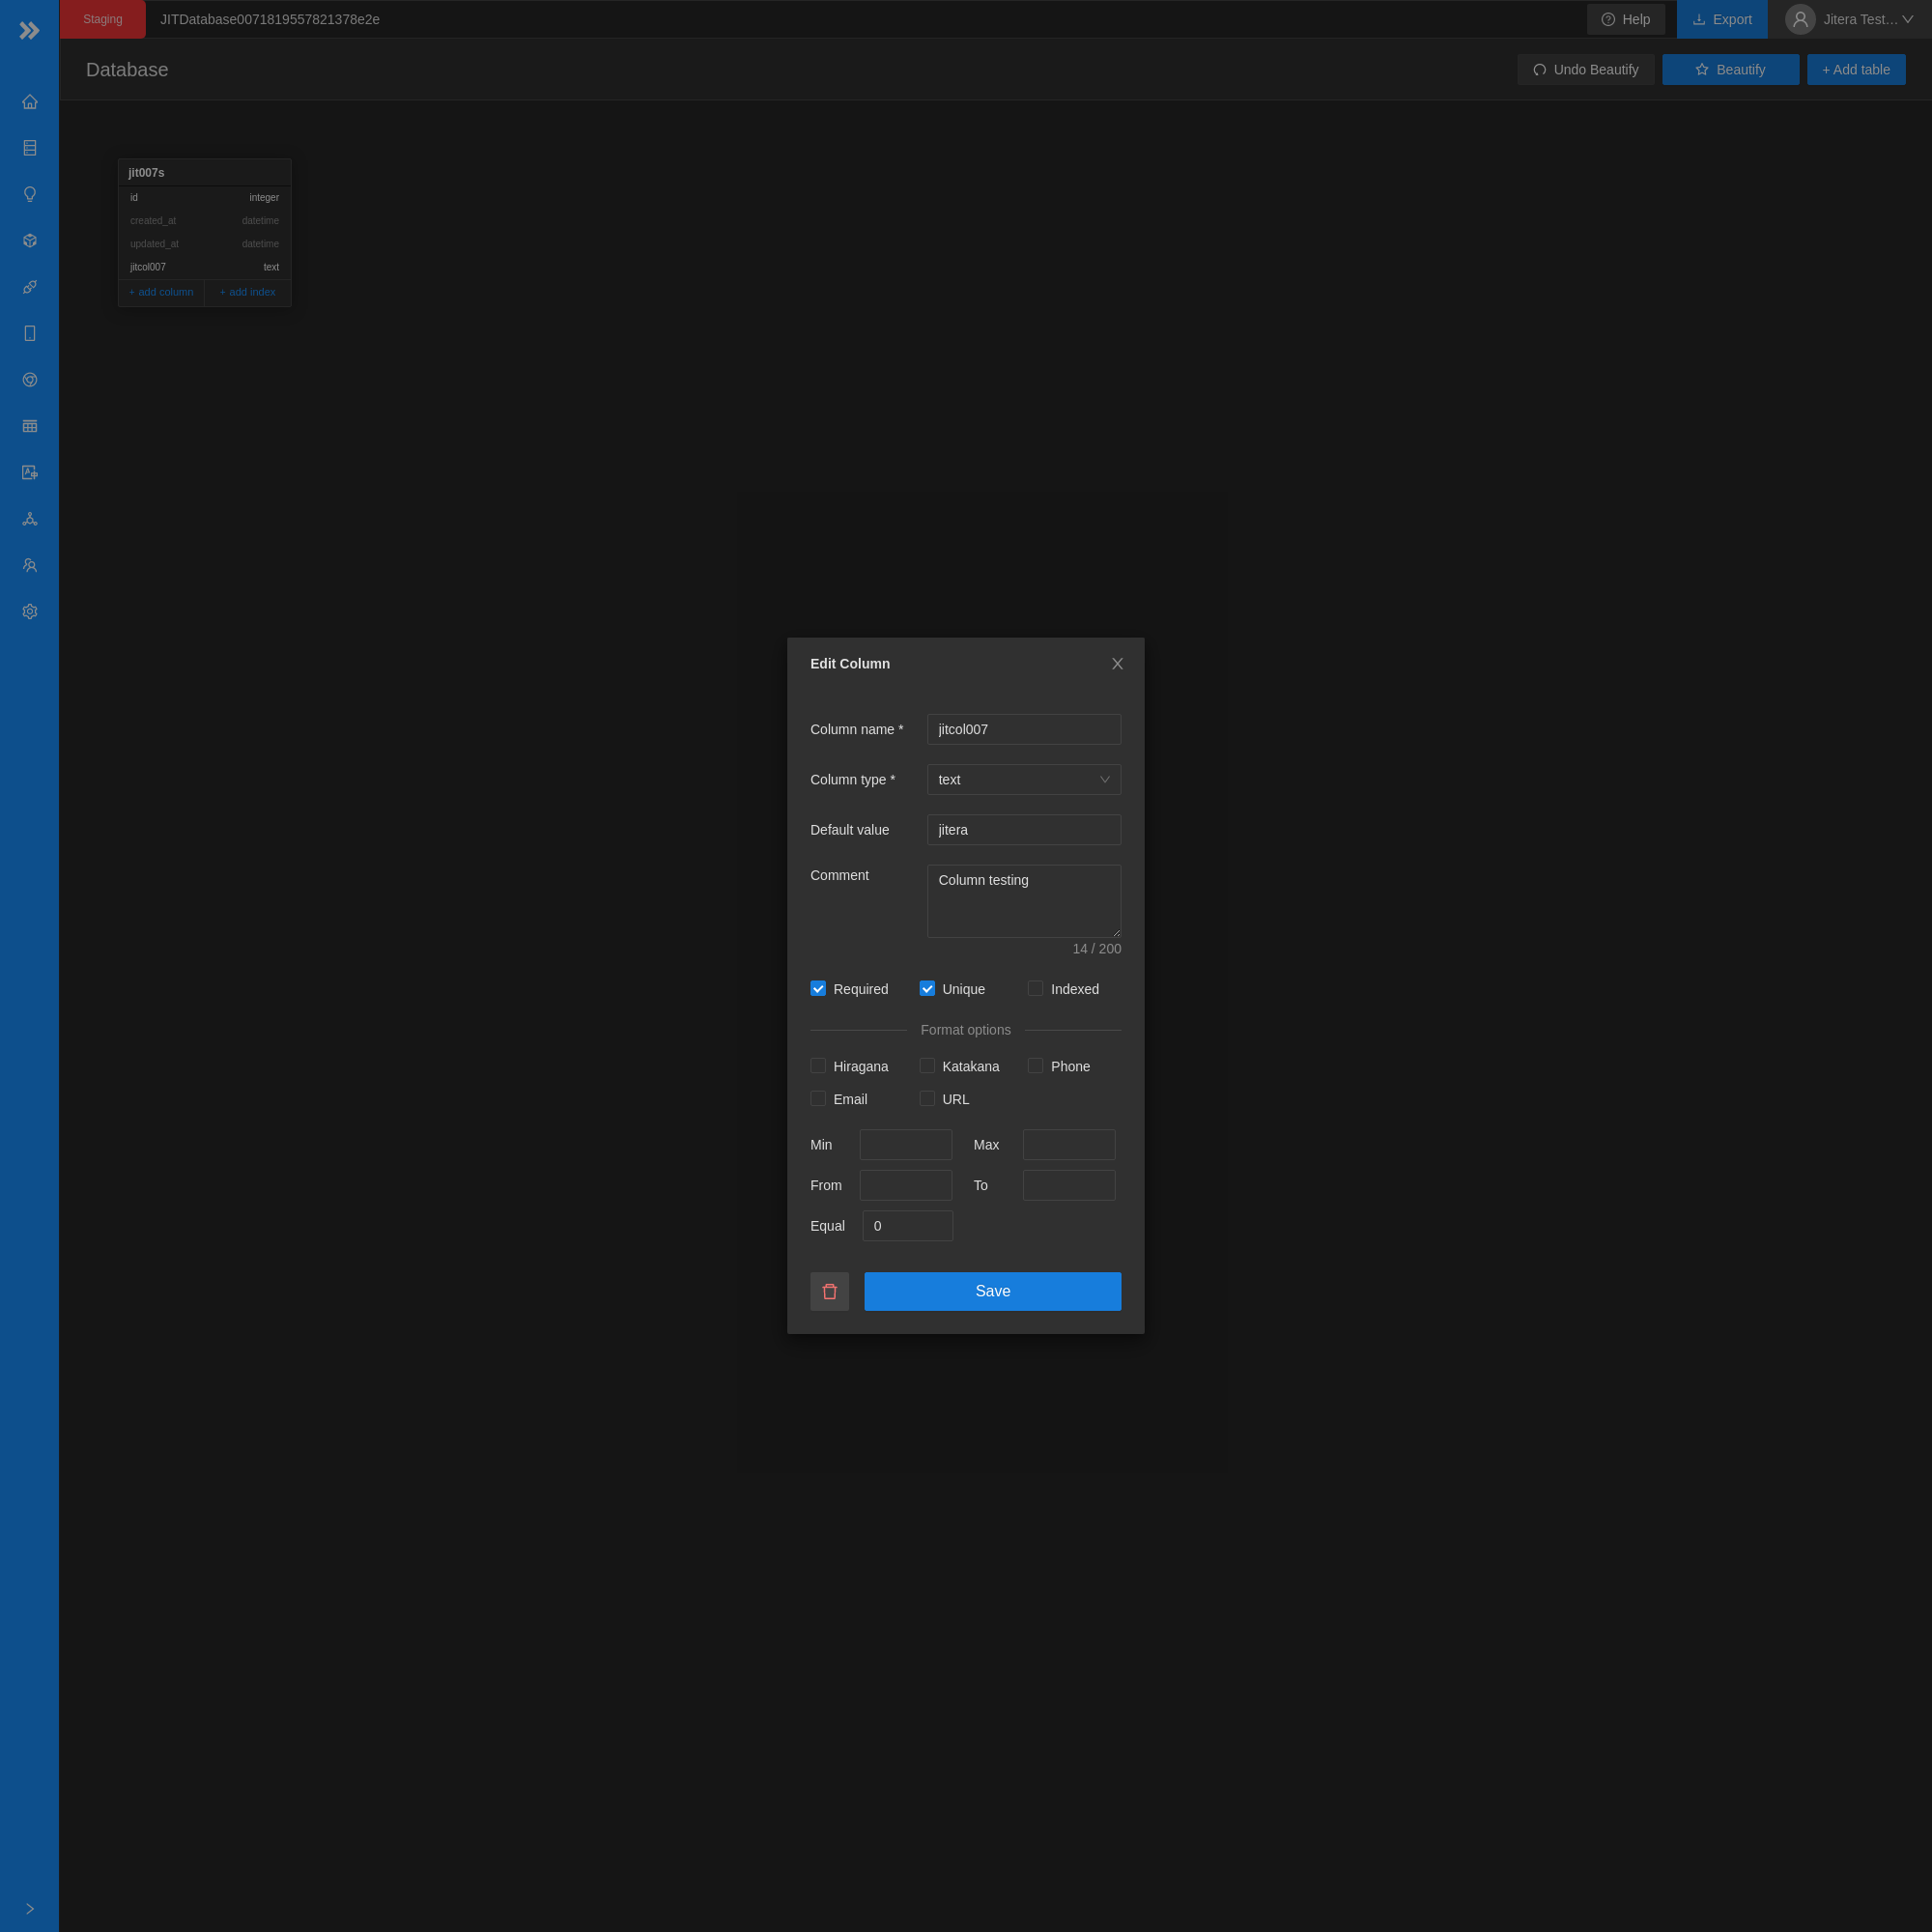 Staging JITDatabase0071819557821378e2e Help Export Jitera Test…
Database Undo Beautify Beautify + Add table
jit007s
id integer
created_at datetime
updated_at datetime
jitcol007 text
+ add column + add index
Edit Column
Column name * jitcol007
Column type * text
Default value jitera
Comment Column testing
14 / 200
Required Unique Indexed
Format options
Hiragana Katakana Phone
Email URL
Min Max
From To
Equal 0
Save